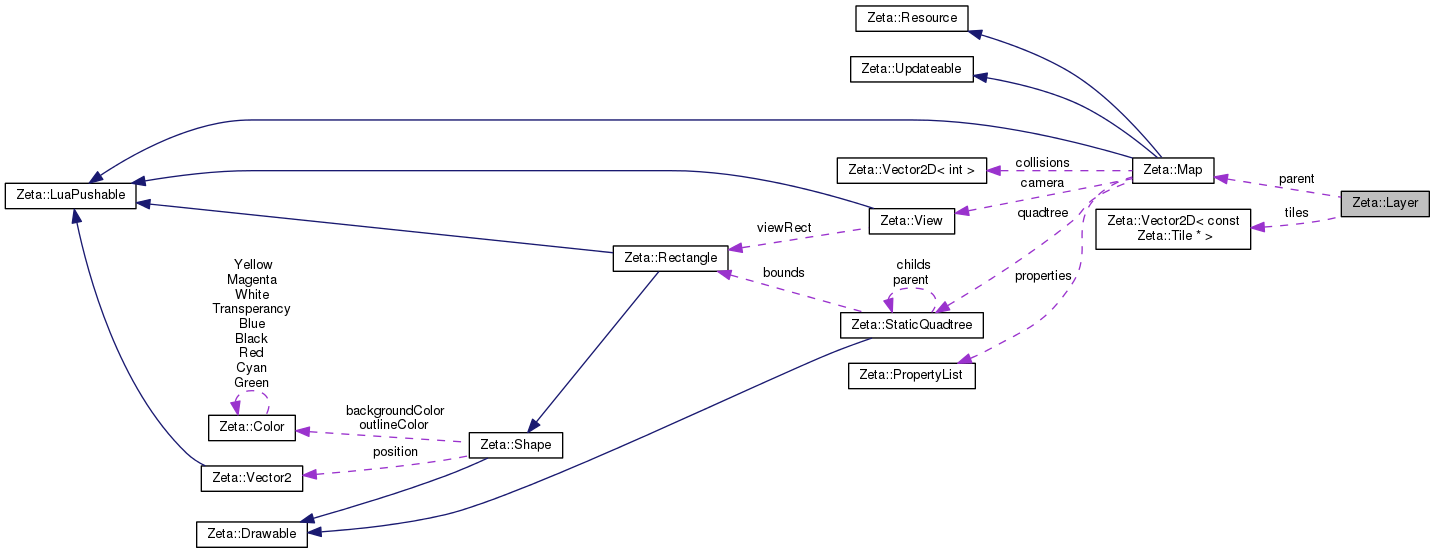 Zeta::Resource
Zeta::Updateable
Zeta::Vector2D< int >
collisions
Zeta::Map
camera
parent
Zeta::LuaPushable
Zeta::Layer
quadtree
tiles
Zeta::View
Zeta::Vector2D< const
Zeta::Tile * >
viewRect
Zeta::Rectangle
bounds
childs
parent
properties
Yellow
Magenta
White
Transperancy
Blue
Black
Red
Cyan
Green
Zeta::StaticQuadtree
Zeta::PropertyList
Zeta::Color
backgroundColor
outlineColor
Zeta::Shape
position
Zeta::Vector2
Zeta::Drawable